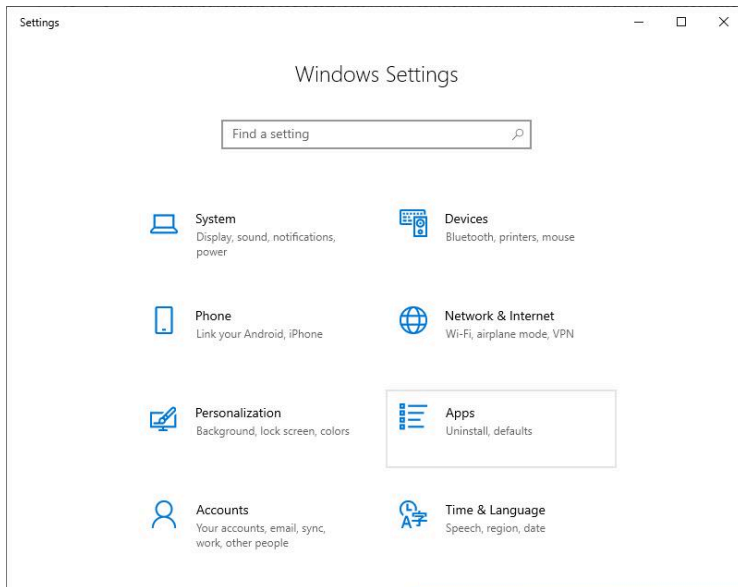 Settings
Windows Settings
Find a setting
System
Display, sound, notifications,
power
Devices
Bluetooth, printers, mouse
Phone
Link your Android, iPhone
Network & Internet
Wi-Fi, airplane mode, VPN
Personalization
Background, lock screen, colors
Apps
Uninstall, defaults
Accounts
Your accounts, email, sync,
work, other people
Time & Language
Speech, region, date